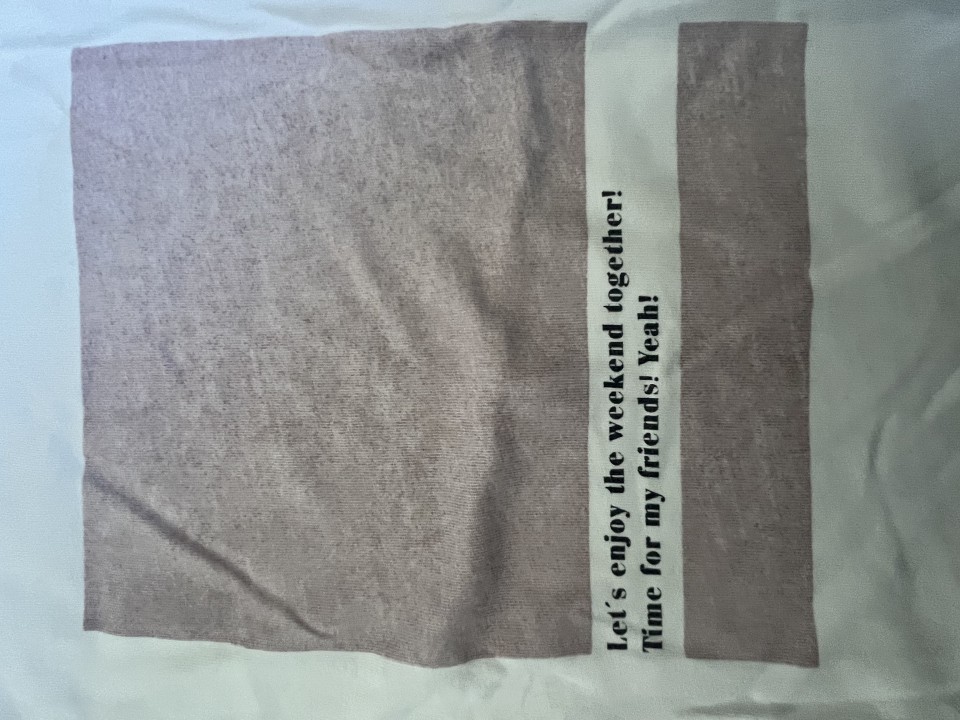 Let´s enjoy the weekend together!
Time for my friends! Yeah!